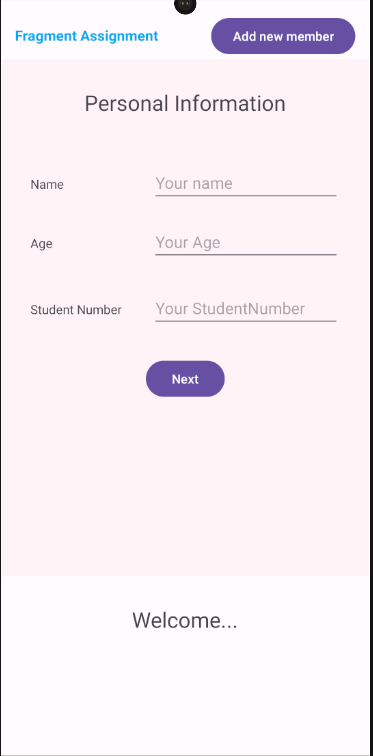 Fragment Assignment
Add new member
Personal Information
Name
Your name
Age
Your Age
Student Number
Your StudentNumber
Next
Welcome...